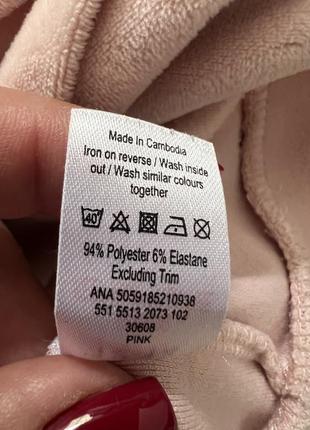 Made In Cambodia
Iron on reverse / Wash inside
out / Wash similar colours
together
40°
94% Polyester 6% Elastane
Excluding Trim
ANA 5059185210938
551 5513 2073 102
30608
PINK